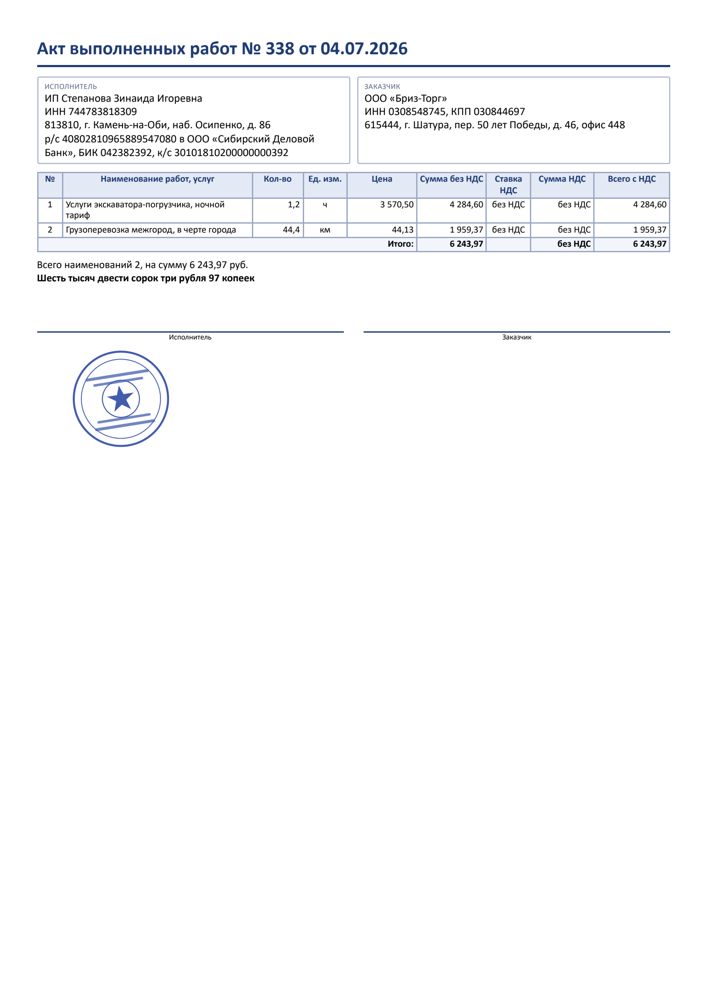 Акт выполненных работ № 338 от 04.07.2026
ИСПОЛНИТЕЛЬ
ИП Степанова Зинаида Игоревна
ИНН 744783818309
813810, г. Камень-на-Оби, наб. Осипенко, д. 86
р/с 40802810965889547080 в ООО «Сибирский Деловой
Банк», БИК 042382392, к/с 30101810200000000392
ЗАКАЗЧИК
ООО «Бриз-Торг»
ИНН 0308548745, КПП 030844697
615444, г. Шатура, пер. 50 лет Победы, д. 46, офис 448
№ Наименование работ, услуг Кол-во Ед. изм. Цена Сумма без НДС Ставка НДС Сумма НДС Всего с НДС
1 Услуги экскаватора-погрузчика, ночной тариф 1,2 ч 3 570,50 4 284,60 без НДС без НДС 4 284,60
2 Грузоперевозка межгород, в черте города 44,4 км 44,13 1 959,37 без НДС без НДС 1 959,37
Итого: 6 243,97 без НДС 6 243,97
Всего наименований 2, на сумму 6 243,97 руб.
Шесть тысяч двести сорок три рубля 97 копеек
Исполнитель
Заказчик